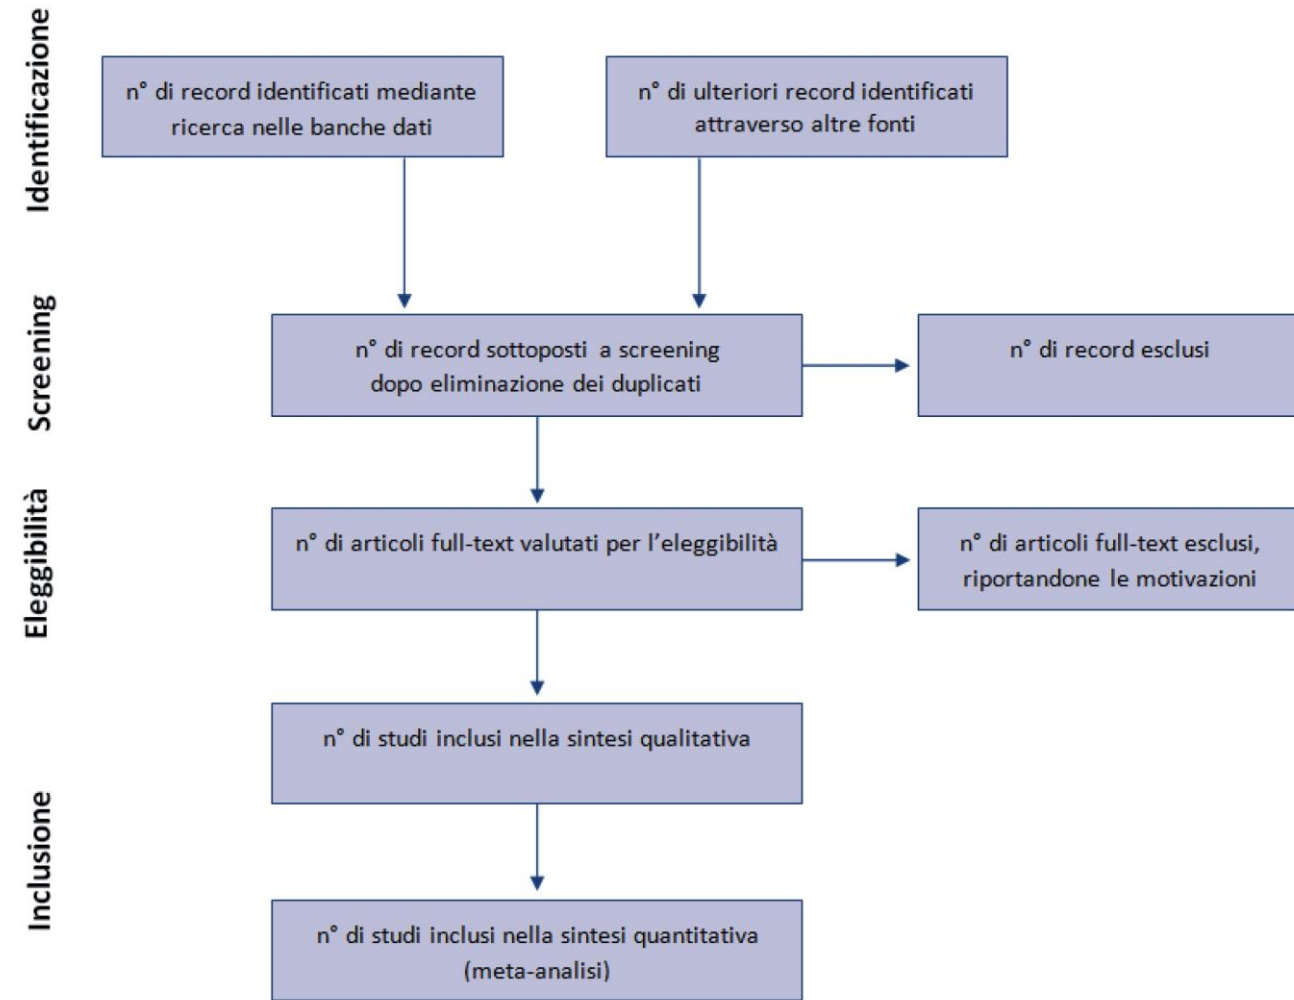 Identificazione
n° di record identificati mediante
ricerca nelle banche dati
n° di ulteriori record identificati
attraverso altre fonti
Screening
n° di record sottoposti a screening
dopo eliminazione dei duplicati
n° di record esclusi
Eleggibilità
n° di articoli full-text valutati per l'eleggibilità
n° di articoli full-text esclusi,
riportandone le motivazioni
Inclusione
n° di studi inclusi nella sintesi qualitativa
n° di studi inclusi nella sintesi quantitativa
(meta-analisi)